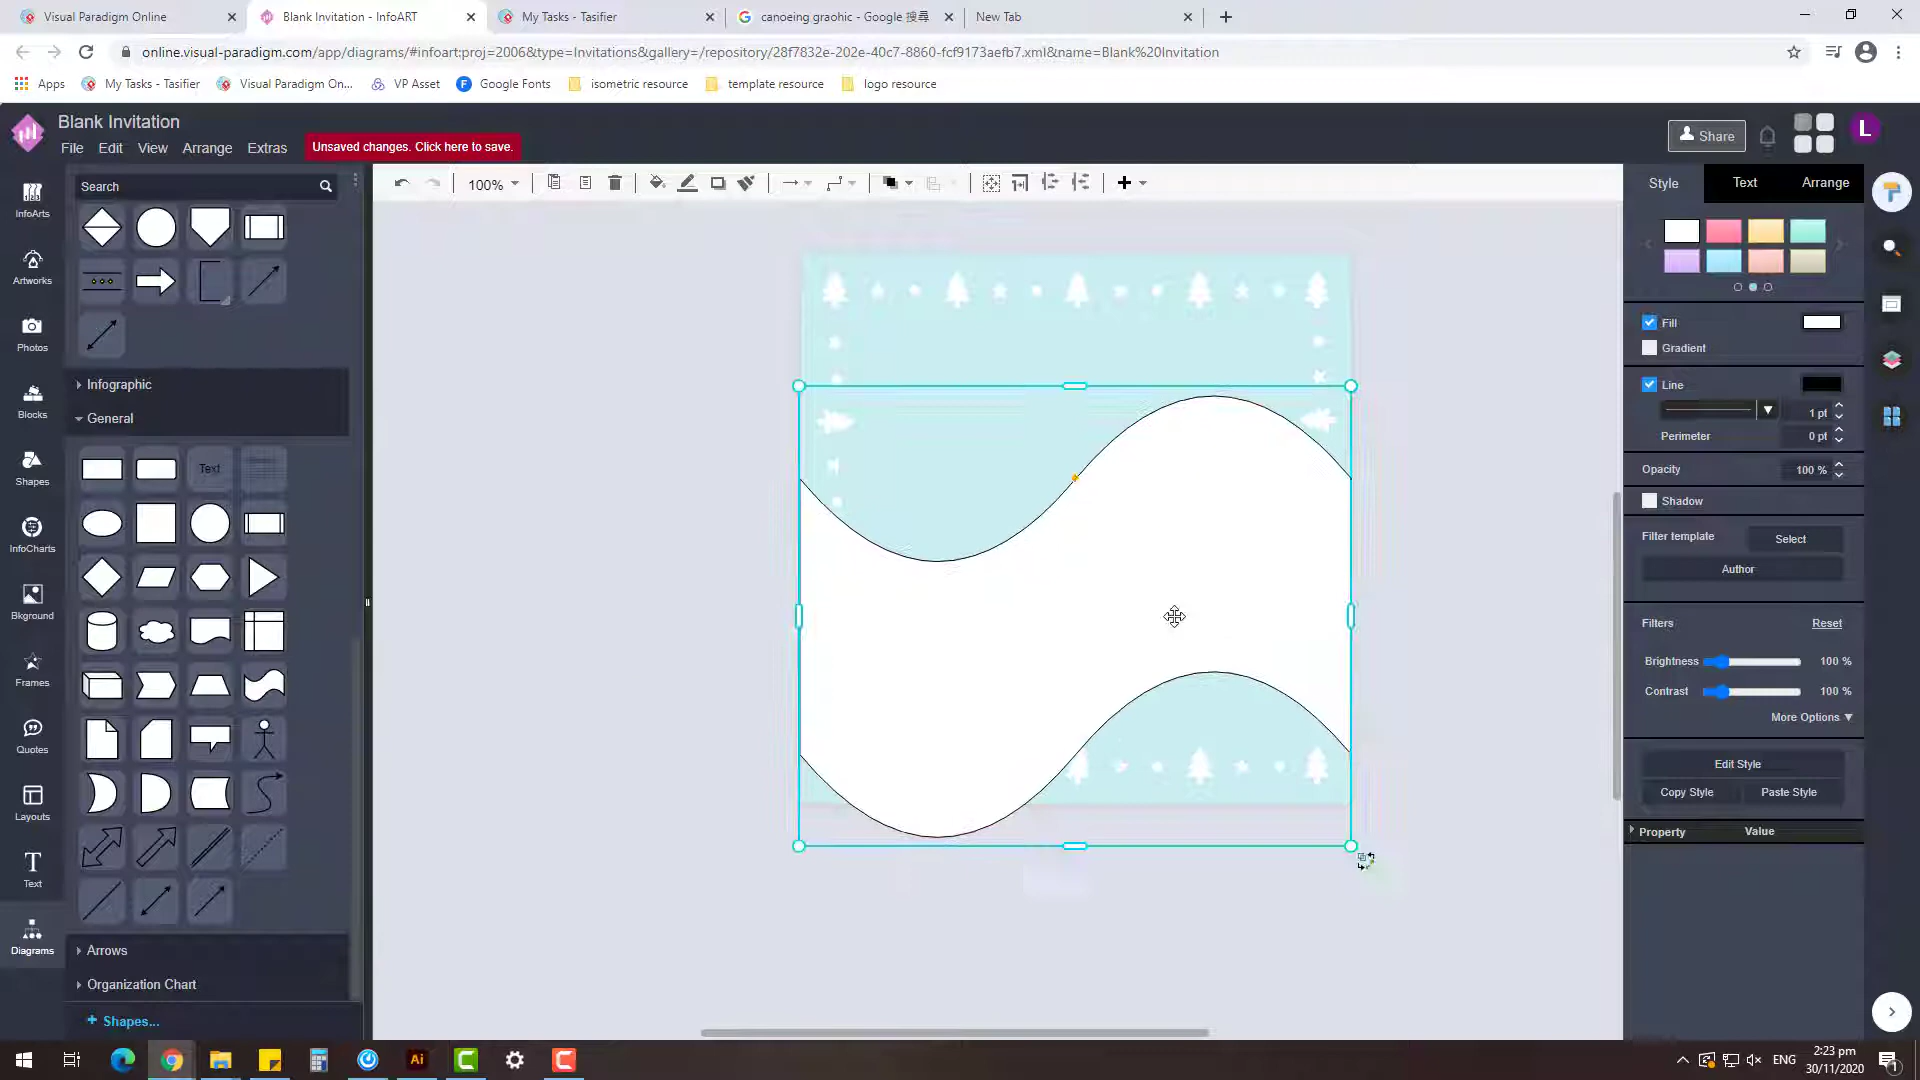 Visual Paradigm Online
Blank Invitation - InfoART
My Tasks - Tasifier
canoeing graohic - Google 搜尋
New Tab
online.visual-paradigm.com/app/diagrams/#infoart:proj=2006&type=Invitations&gallery=/repository/28f7832e-202e-40c7-8860-fcf9173aefb7.xml&name=Blank%20Invitation
Apps
My Tasks - Tasifier
Visual Paradigm On...
VP Asset
Google Fonts
isometric resource
template resource
logo resource
Blank Invitation
File
Edit
View
Arrange
Extras
Unsaved changes. Click here to save.
Share
L
InfoArts
Artworks
Photos
Blocks
Shapes
InfoCharts
Bkground
Frames
Quotes
Layouts
Text
Diagrams
Search
Infographic
General
Text
Arrows
Organization Chart
+ Shapes...
100%
Style
Text
Arrange
Fill
Gradient
Line
1 pt
Perimeter
0 pt
Opacity
100 %
Shadow
Filter template
Select
Author
Filters
Reset
Brightness
100 %
Contrast
100 %
More Options ▼
Edit Style
Copy Style
Paste Style
Property
Value
Ai
ENG
2:23 pm
30/11/2020
1